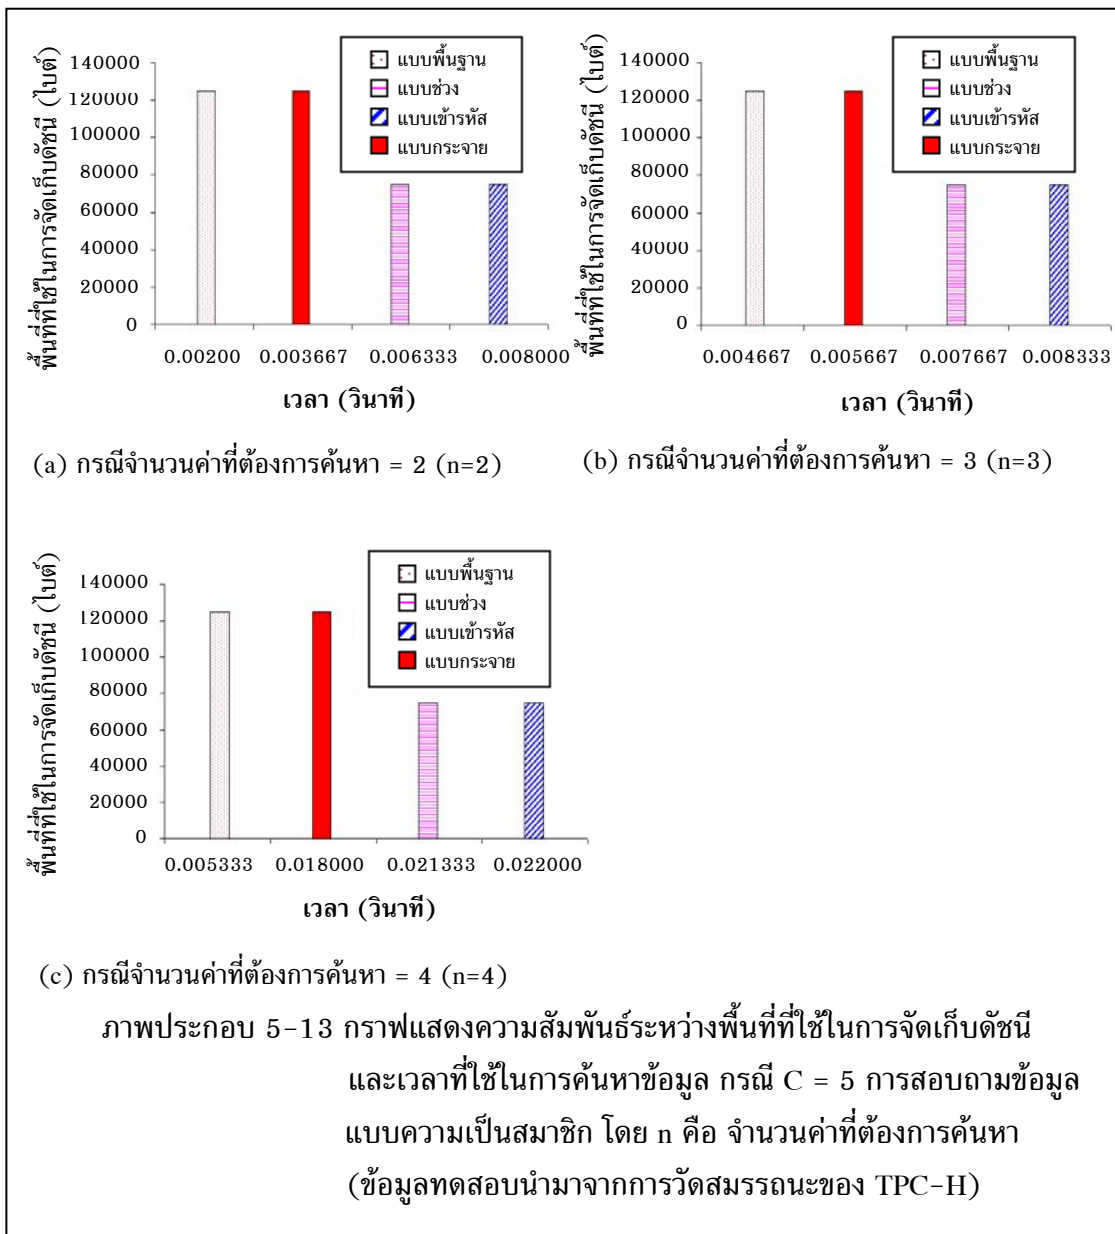 พื้นที่ที่ใช้ในการจัดเก็บดัชนี (ไบต์)
140000
120000
100000
80000
60000
40000
20000
0
แบบพื้นฐาน
แบบช่วง
แบบเข้ารหัส
แบบกระจาย
0.002200 0.003667 0.006333 0.008000
เวลา (วินาที)
(a) กรณีจำนวนค่าที่ต้องการค้นหา = 2 (n=2)
พื้นที่ที่ใช้ในการจัดเก็บดัชนี (ไบต์)
140000
120000
100000
80000
60000
40000
20000
0
แบบพื้นฐาน
แบบช่วง
แบบเข้ารหัส
แบบกระจาย
0.004667 0.005667 0.007667 0.008333
เวลา (วินาที)
(b) กรณีจำนวนค่าที่ต้องการค้นหา = 3 (n=3)
พื้นที่ที่ใช้ในการจัดเก็บดัชนี (ไบต์)
140000
120000
100000
80000
60000
40000
20000
0
แบบพื้นฐาน
แบบช่วง
แบบเข้ารหัส
แบบกระจาย
0.005333 0.018000 0.021333 0.022000
เวลา (วินาที)
(c) กรณีจำนวนค่าที่ต้องการค้นหา = 4 (n=4)
ภาพประกอบ 5-13 กราฟแสดงความสัมพันธ์ระหว่างพื้นที่ที่ใช้ในการจัดเก็บดัชนี
และเวลาที่ใช้ในการค้นหาข้อมูล กรณี C = 5 การสอบถามข้อมูล
แบบความเป็นสมาชิก โดย n คือ จำนวนค่าที่ต้องการค้นหา
(ข้อมูลทดสอบนำมาจากการวัดสมรรถนะของ TPC-H)